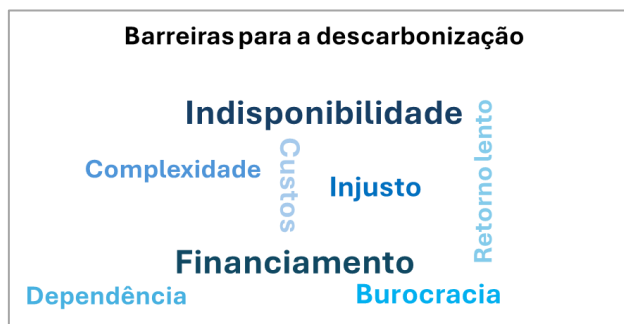 Barreiras para a descarbonização
Indisponibilidade
Complexidade
Custos
Injusto
Retorno lento
Financiamento
Dependência
Burocracia